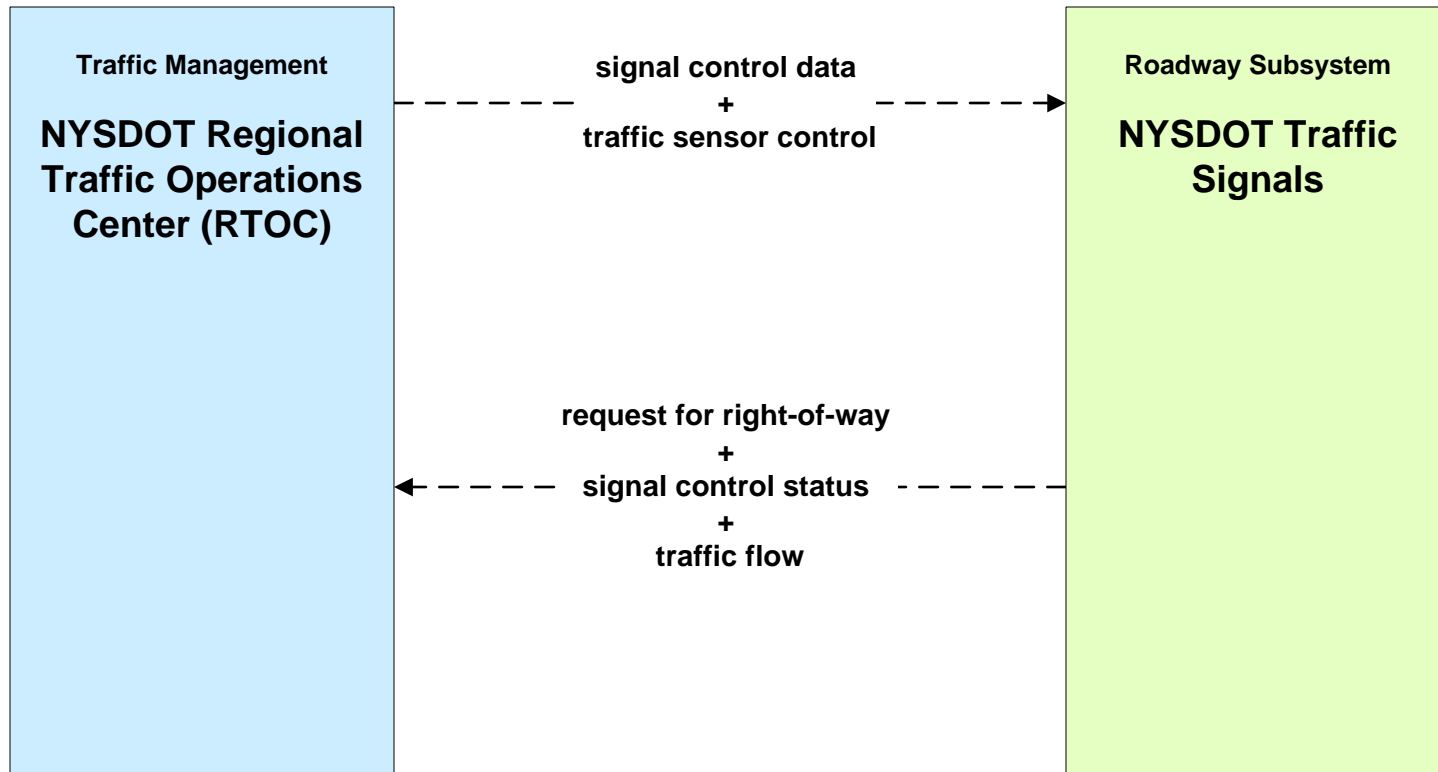 Traffic Management
NYSDOT Regional
Traffic Operations
Center (RTOC)
signal control data
+
traffic sensor control
Roadway Subsystem
NYSDOT Traffic
Signals
request for right-of-way
+
signal control status
+
traffic flow